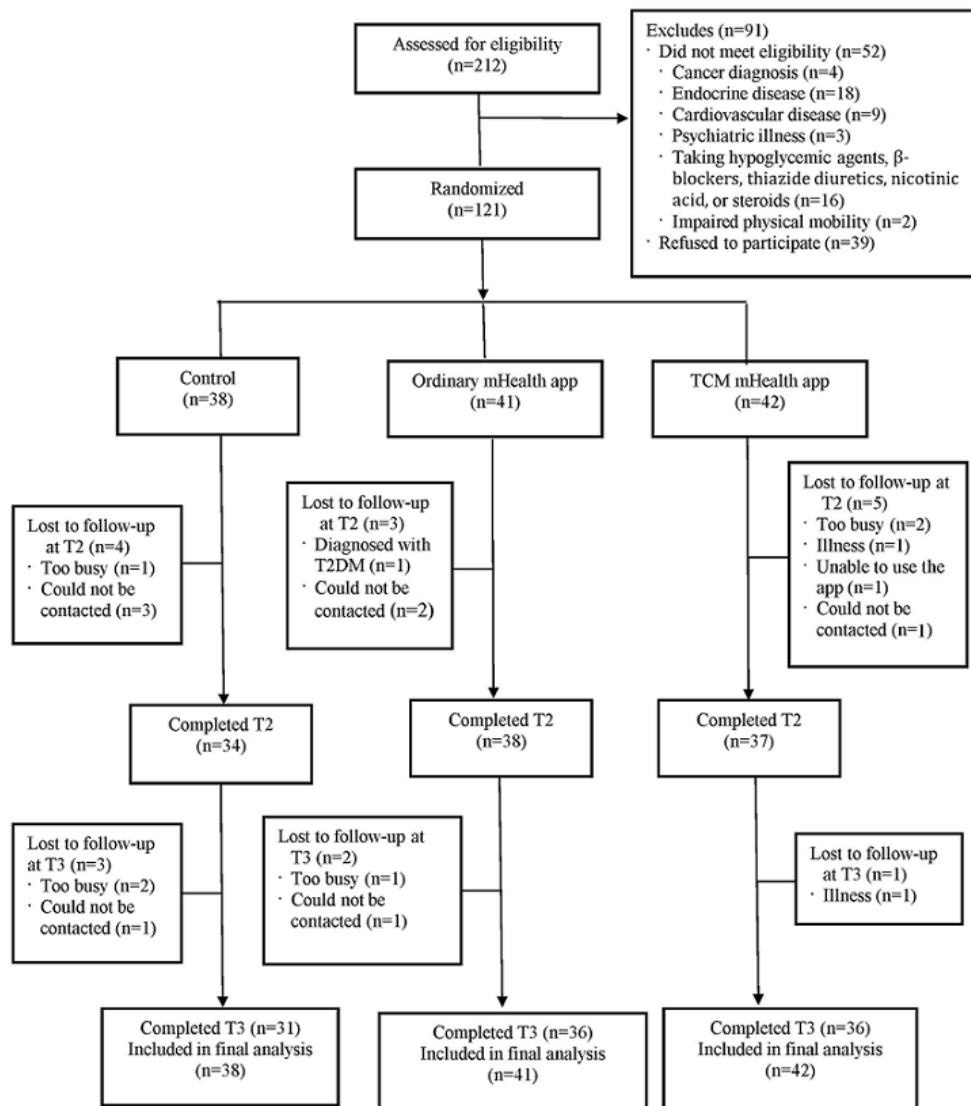 Assessed for eligibility
(n=212)
Excludes (n=91)
· Did not meet eligibility (n=52)
· Cancer diagnosis (n=4)
· Endocrine disease (n=18)
· Cardiovascular disease (n=9)
· Psychiatric illness (n=3)
· Taking hypoglycemic agents, β-
blockers, thiazide diuretics, nicotinic
acid, or steroids (n=16)
· Impaired physical mobility (n=2)
· Refused to participate (n=39)
Randomized
(n=121)
Control
(n=38)
Ordinary mHealth app
(n=41)
TCM mHealth app
(n=42)
Lost to follow-up
at T2 (n=4)
· Too busy (n=1)
· Could not be
contacted (n=3)
Lost to follow-up
at T2 (n=3)
· Diagnosed with
T2DM (n=1)
· Could not be
contacted (n=2)
Lost to follow-up at
T2 (n=5)
· Too busy (n=2)
· Illness (n=1)
· Unable to use the
app (n=1)
· Could not be
contacted (n=1)
Completed T2
(n=34)
Completed T2
(n=38)
Completed T2
(n=37)
Lost to follow-up
at T3 (n=3)
· Too busy (n=2)
· Could not be
contacted (n=1)
Lost to follow-up at
T3 (n=2)
· Too busy (n=1)
· Could not be
contacted (n=1)
Lost to follow-up
at T3 (n=1)
· Illness (n=1)
Completed T3 (n=31)
Included in final analysis
(n=38)
Completed T3 (n=36)
Included in final analysis
(n=41)
Completed T3 (n=36)
Included in final analysis
(n=42)